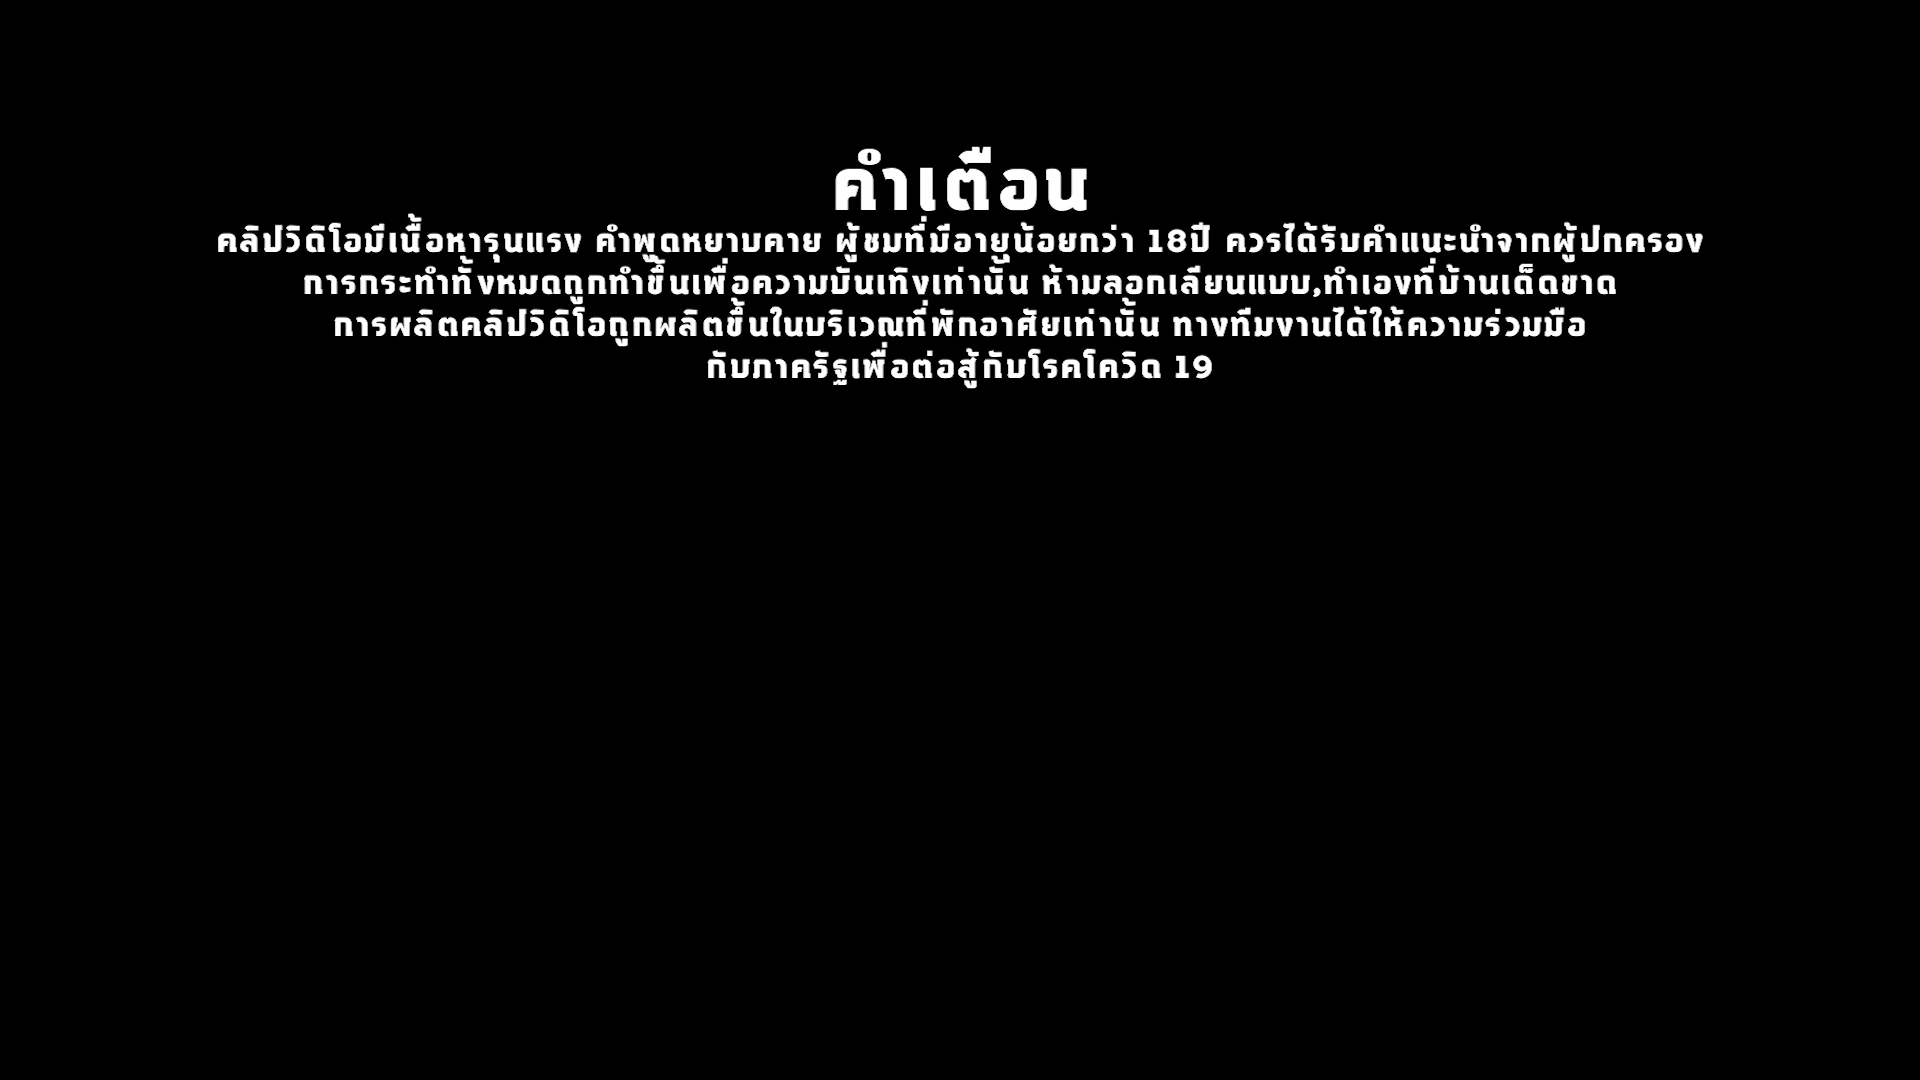 คำเตือน
คลิปวิดิโอมีเนื้อหารุนแรง คำพูดหยาบคาย ผู้ชมที่มีอายุน้อยกว่า 18ปี ควรได้รับคำแนะนำจากผู้ปกครอง
การกระทำทั้งหมดถูกทำขึ้นเพื่อความบันเทิงเท่านั้น ห้ามลอกเลียนแบบ,ทำเองที่บ้านเด็ดขาด
การผลิตคลิปวิดิโอถูกผลิตขึ้นในบริเวณที่พักอาศัยเท่านั้น ทางทีมงานได้ให้ความร่วมมือ
กับภาครัฐเพื่อต่อสู้กับโรคโควิด 19